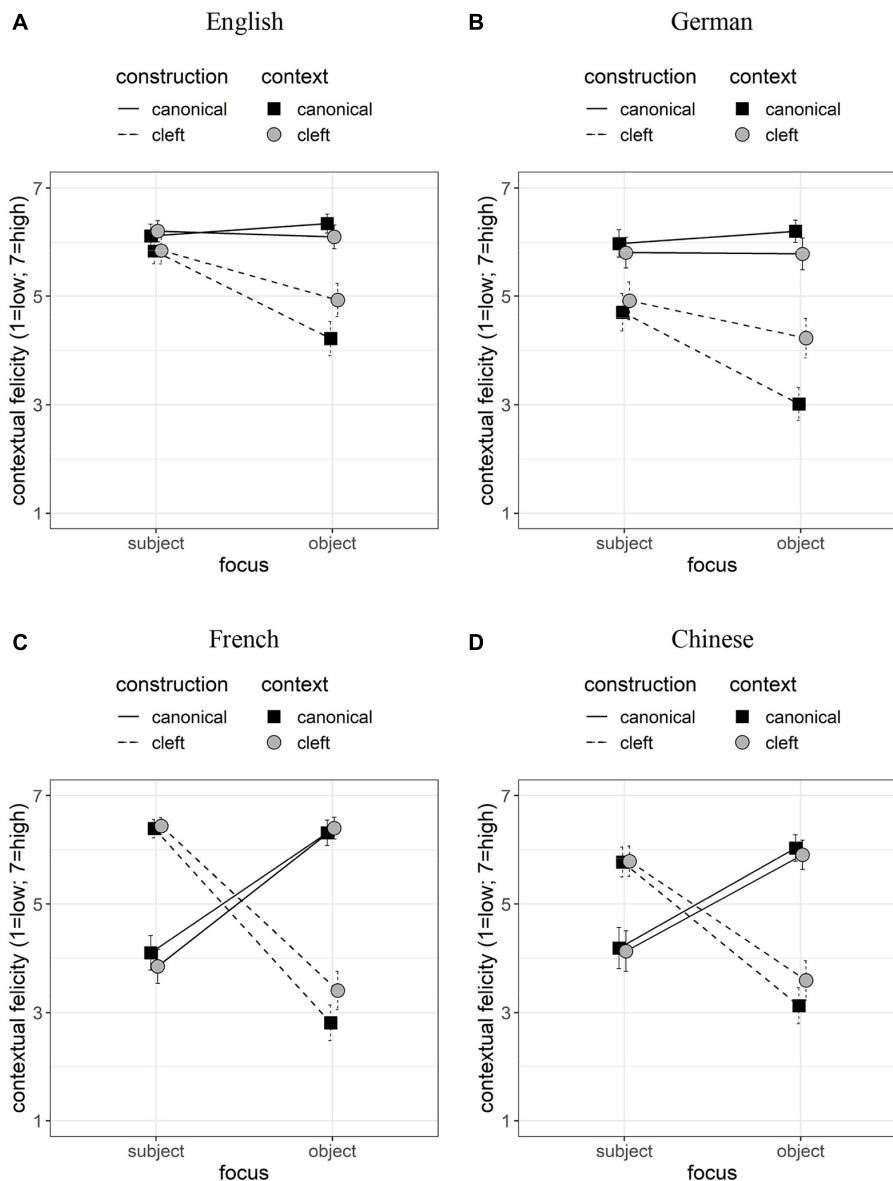 A English
construction context
canonical canonical
cleft cleft
contextual felicity (1=low; 7=high)
7
5
3
1
subject object
focus
B German
construction context
canonical canonical
cleft cleft
contextual felicity (1=low; 7=high)
7
5
3
1
subject object
focus
C French
construction context
canonical canonical
cleft cleft
contextual felicity (1=low; 7=high)
7
5
3
1
subject object
focus
D Chinese
construction context
canonical canonical
cleft cleft
contextual felicity (1=low; 7=high)
7
5
3
1
subject object
focus